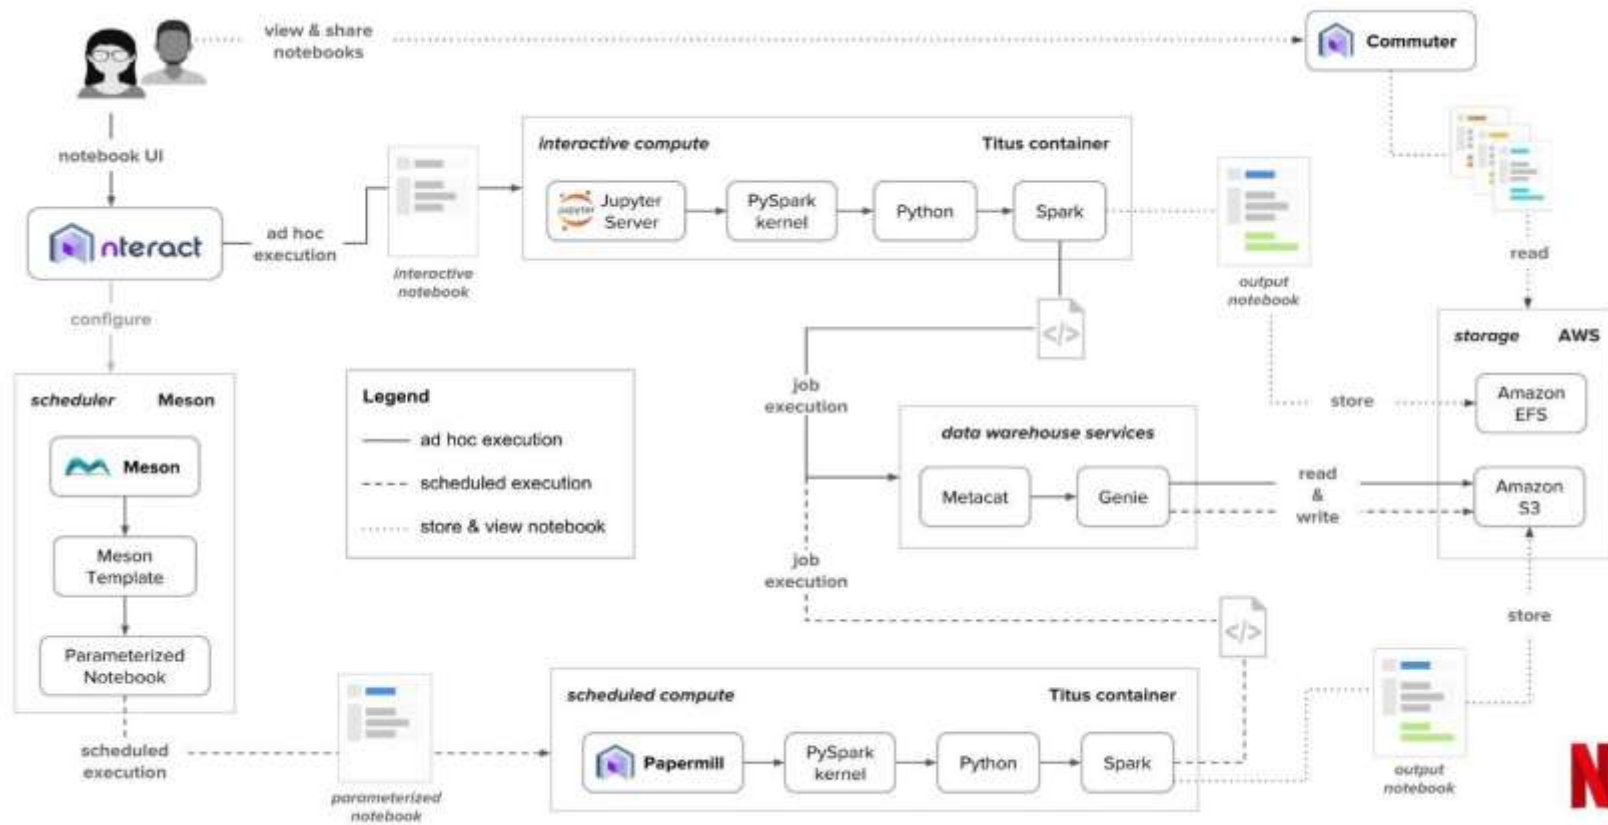 view & share
notebooks
Commuter
notebook UI
interactive compute
Titus container
jupyter
Jupyter
Server
PySpark
kernel
Python
Spark
nteract
ad hoc
execution
interactive
notebook
output
notebook
read
configure
</>
storage
AWS
scheduler
Meson
Legend
job
execution
store
Amazon
EFS
ad hoc execution
data warehouse services
Meson
scheduled execution
Metacat
Genie
read
&
write
Amazon
S3
store & view notebook
Meson
Template
job
execution
</>
store
Parameterized
Notebook
scheduled compute
Titus container
scheduled
execution
Papermill
PySpark
kernel
Python
Spark
parameterized
notebook
output
notebook
N